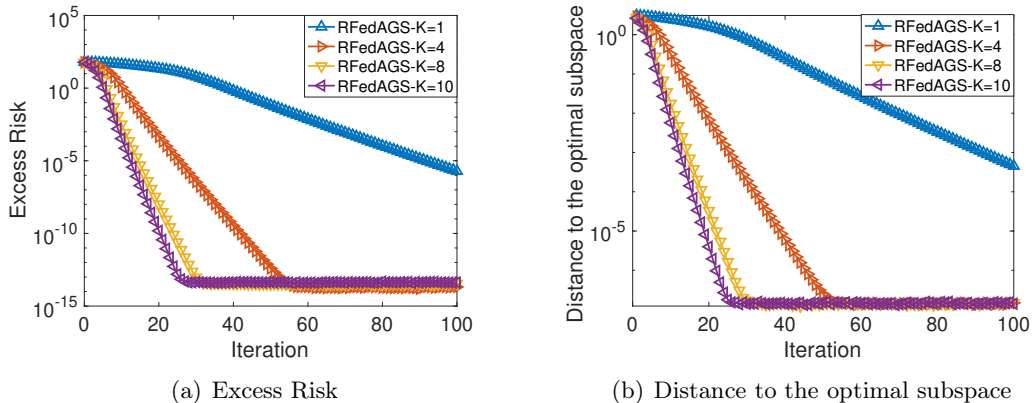 10^5
10^0
10^-5
10^-10
10^-15
Excess Risk
0 20 40 60 80 100
Iteration
RFedAGS-K=1
RFedAGS-K=4
RFedAGS-K=8
RFedAGS-K=10
(a) Excess Risk
10^0
10^-5
Distance to the optimal subspace
0 20 40 60 80 100
Iteration
RFedAGS-K=1
RFedAGS-K=4
RFedAGS-K=8
RFedAGS-K=10
(b) Distance to the optimal subspace